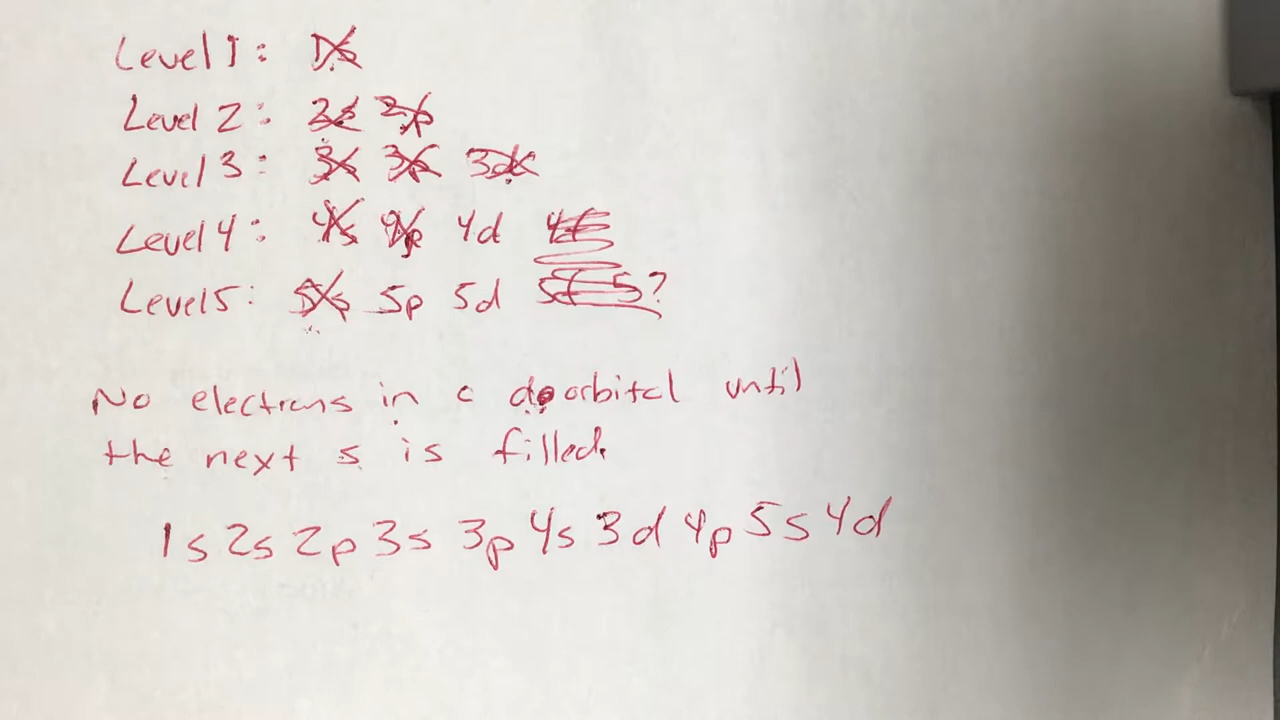 Level 1: 1s
Level 2: 2s 2p
Level 3: 3s 3p 3d
Level 4: 4s 4p 4d 4f
Level 5: 5s 5p 5d 5f 5?
No electrons in a d orbital until
the next s is filled.
1s 2s 2p 3s 3p 4s 3d 4p 5s 4d